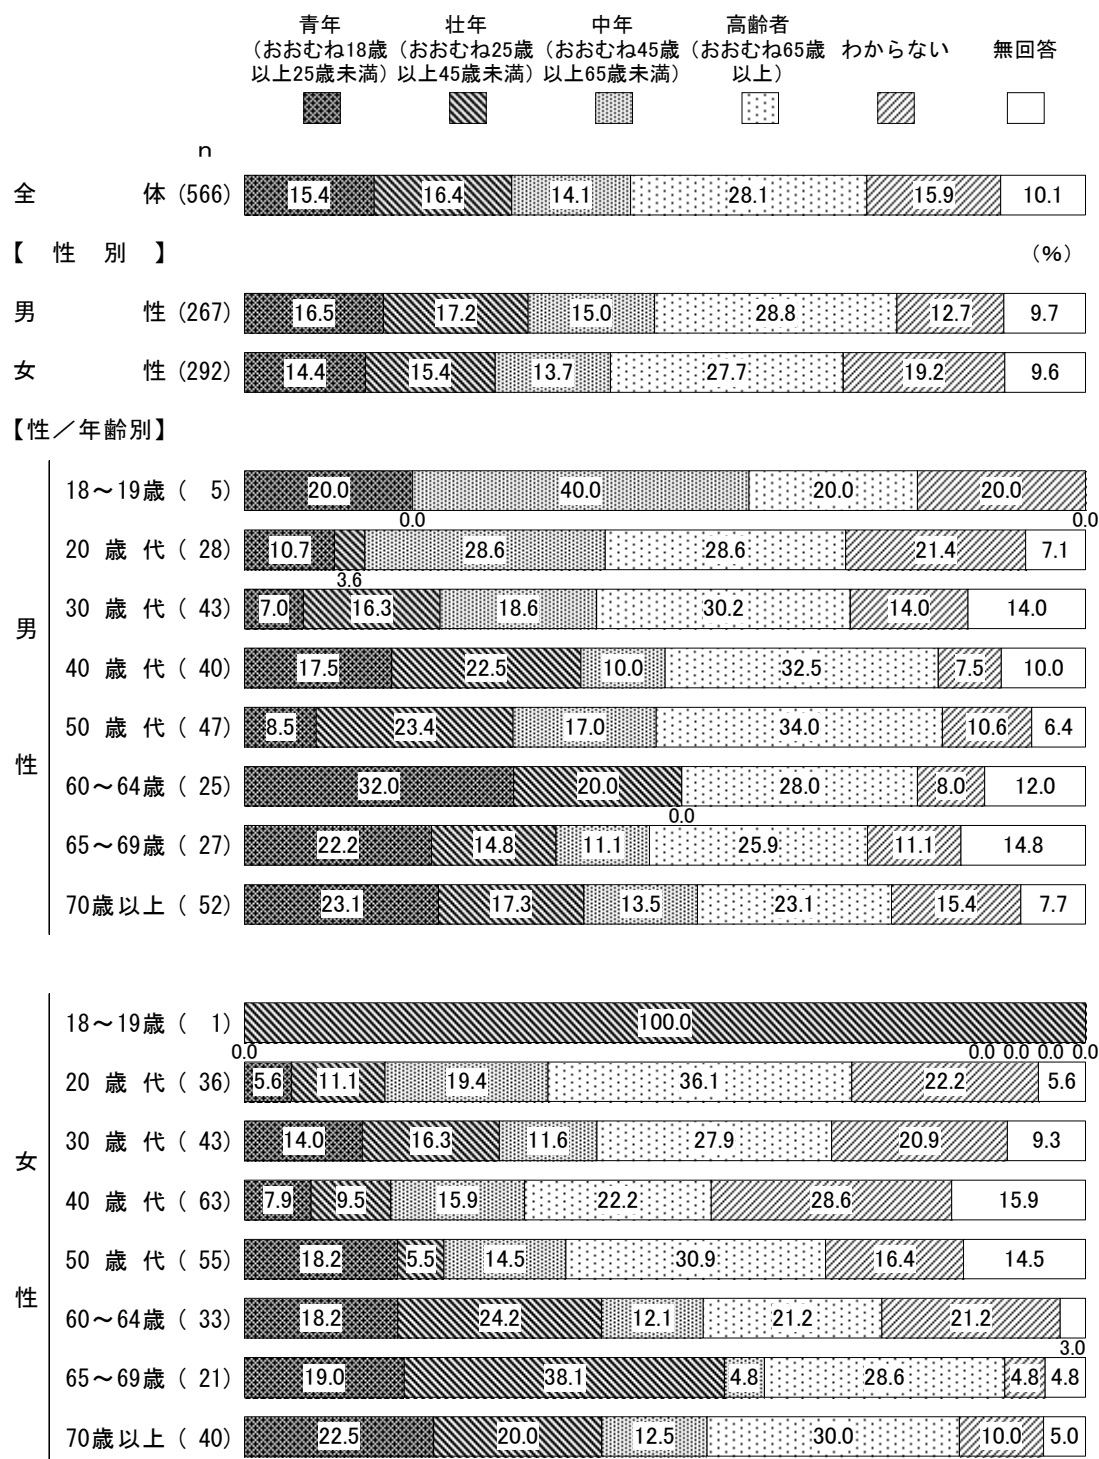 青年 壮年 中年 高齢者
(おおむね18歳 (おおむね25歳 (おおむね45歳 (おおむね65歳 わからない 無回答
以上25歳未満) 以上45歳未満) 以上65歳未満) 以上)
n
全体 (566) 15.4 16.4 14.1 28.1 15.9 10.1
【 性 別 】 (%)
男性 (267) 16.5 17.2 15.0 28.8 12.7 9.7
女性 (292) 14.4 15.4 13.7 27.7 19.2 9.6
【性／年齢別】
男性
18～19歳 ( 5) 20.0 40.0 20.0 20.0
0.0 0.0
20 歳 代 ( 28) 10.7 28.6 28.6 21.4 7.1
3.6
30 歳 代 ( 43) 7.0 16.3 18.6 30.2 14.0 14.0
40 歳 代 ( 40) 17.5 22.5 10.0 32.5 7.5 10.0
50 歳 代 ( 47) 8.5 23.4 17.0 34.0 10.6 6.4
60～64歳 ( 25) 32.0 20.0 28.0 8.0 12.0
0.0
65～69歳 ( 27) 22.2 14.8 11.1 25.9 11.1 14.8
70歳以上 ( 52) 23.1 17.3 13.5 23.1 15.4 7.7
女性
18～19歳 ( 1) 100.0
0.0 0.0 0.0 0.0 0.0
20 歳 代 ( 36) 5.6 11.1 19.4 36.1 22.2 5.6
30 歳 代 ( 43) 14.0 16.3 11.6 27.9 20.9 9.3
40 歳 代 ( 63) 7.9 9.5 15.9 22.2 28.6 15.9
50 歳 代 ( 55) 18.2 5.5 14.5 30.9 16.4 14.5
60～64歳 ( 33) 18.2 24.2 12.1 21.2 21.2
3.0
65～69歳 ( 21) 19.0 38.1 4.8 28.6 4.8 4.8
70歳以上 ( 40) 22.5 20.0 12.5 30.0 10.0 5.0